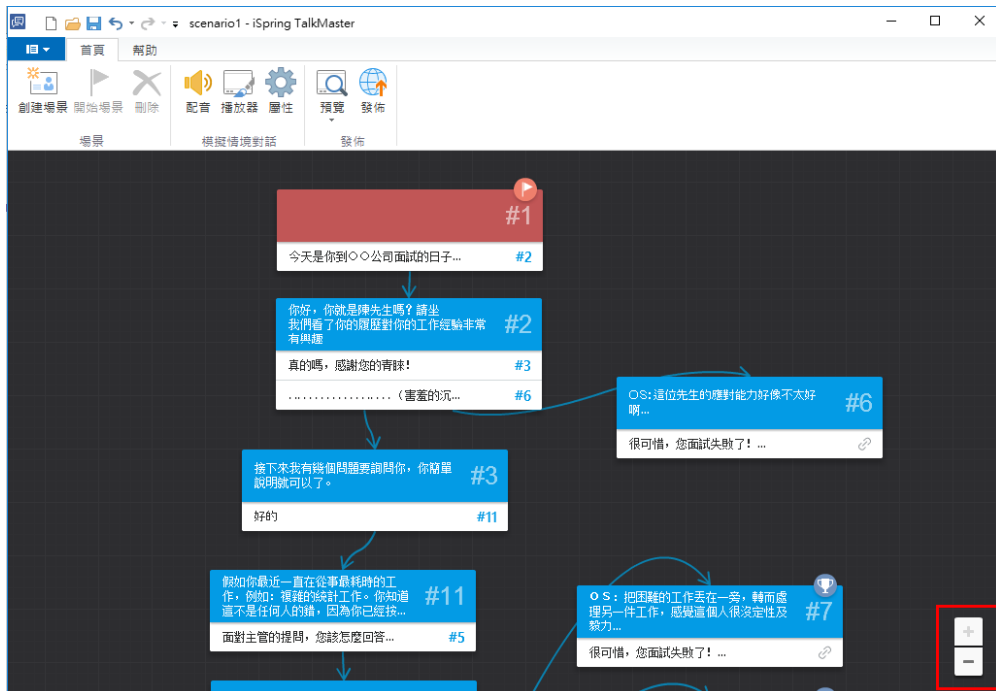 scenario1 - iSpring TalkMaster
首頁
幫助
創建場景
開始場景
刪除
配音
播放器
屬性
預覽
發佈
場景
模擬情境對話
發佈
#1
今天是你到○○公司面試的日子... #2
你好，你就是陳先生嗎？請坐
我們看了你的履歷對你的工作經驗非常
有興趣
#2
真的嗎，感謝您的青睞！ #3
..................（害羞的沉... #6
OS:這位先生的應對能力好像不太好
啊...
#6
很可惜，您面試失敗了！...
接下來我有幾個問題要詢問你，你簡單
說明就可以了。
#3
好的 #11
假如你最近一直在從事最耗時的工
作，例如：複雜的統計工作。你知道
這不是任何人的錯，因為你已經按...
#11
面對主管的提問，您該怎麼回答... #5
ＯＳ：把困難的工作丟在一旁，轉而處
理另一件工作，感覺這個人很沒定性及
毅力...
#7
很可惜，您面試失敗了！...